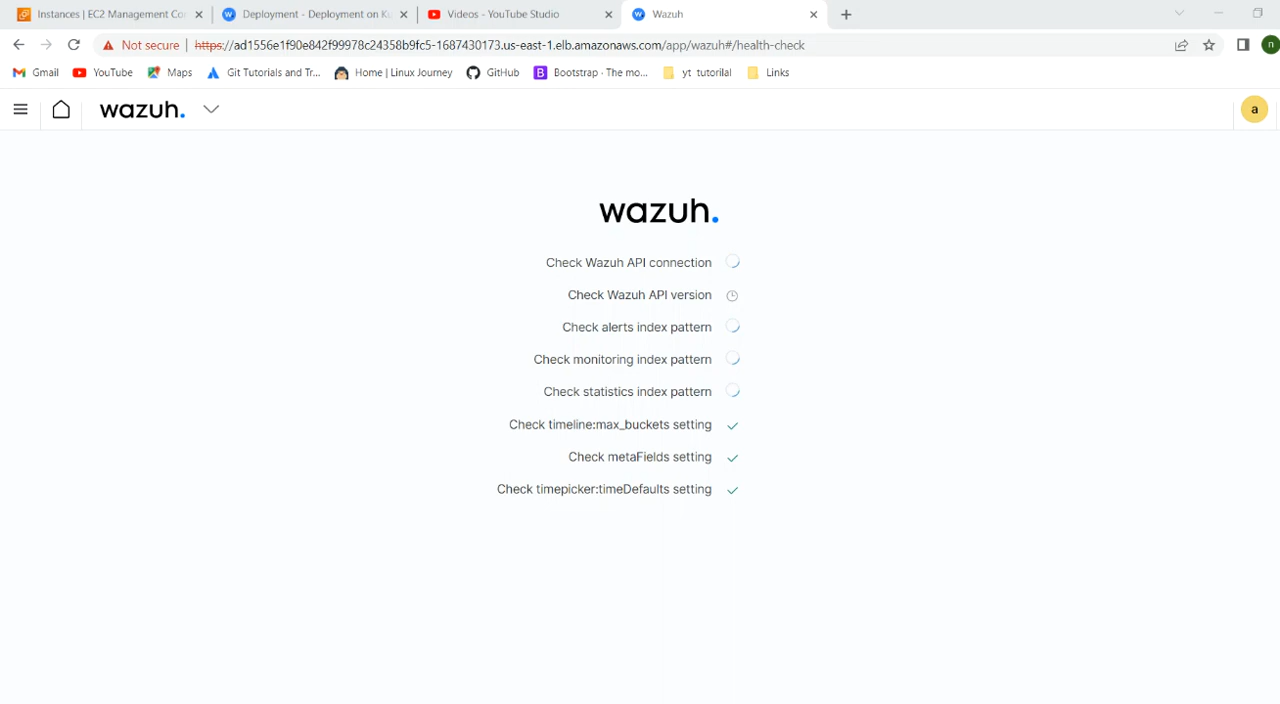 Instances | EC2 Management Co
Deployment - Deployment on Ku
Videos - YouTube Studio
Wazuh
Not secure
https://ad1556e1f90e842f99978c24358b9fc5-1687430173.us-east-1.elb.amazonaws.com/app/wazuh#/health-check
n
Gmail
YouTube
Maps
Git Tutorials and Tr...
Home | Linux Journey
GitHub
Bootstrap · The mo...
yt tutorilal
Links
wazuh.
a
wazuh.
Check Wazuh API connection
Check Wazuh API version
Check alerts index pattern
Check monitoring index pattern
Check statistics index pattern
Check timeline:max_buckets setting
Check metaFields setting
Check timepicker:timeDefaults setting